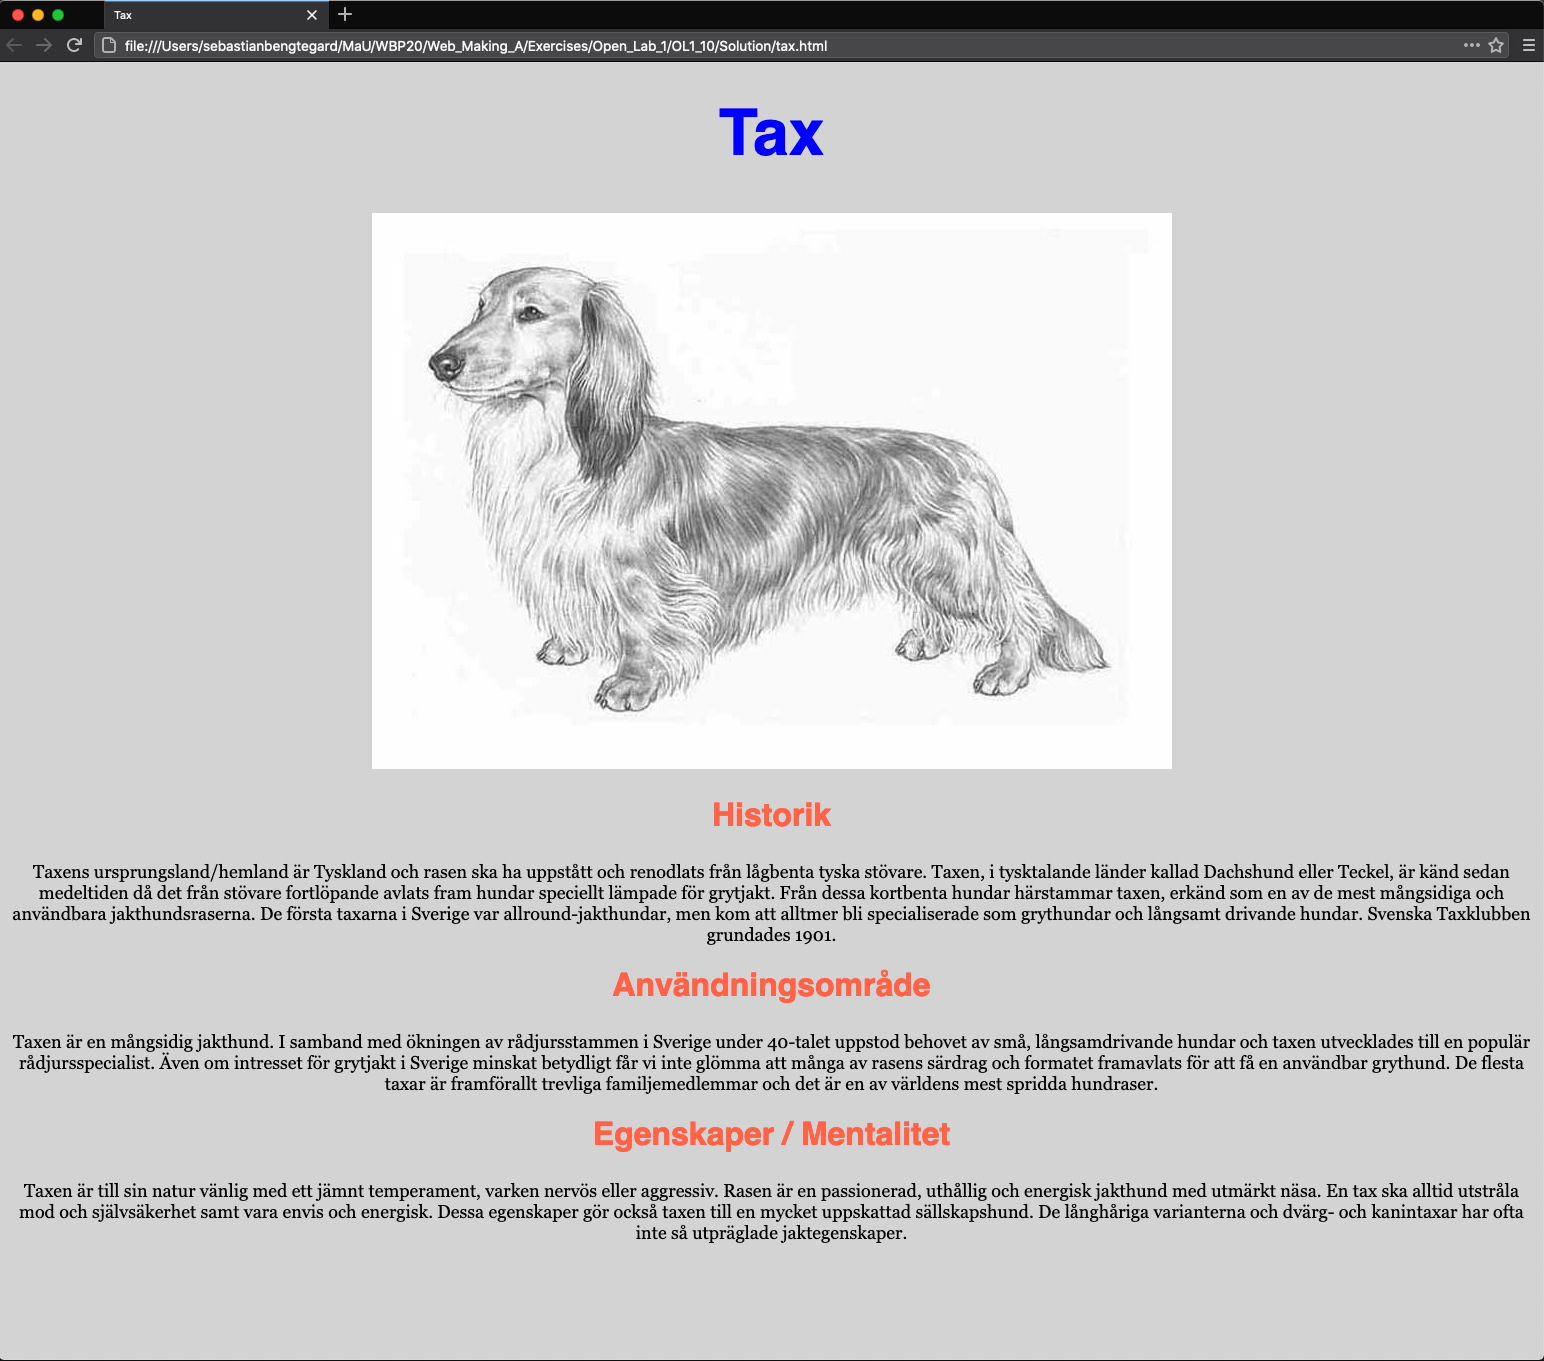 Tax
file:///Users/sebastianbengtegard/MaU/WBP20/Web_Making_A/Exercises/Open_Lab_1/OL1_10/Solution/tax.html
Tax
Historik
Taxens ursprungsland/hemland är Tyskland och rasen ska ha uppstått och renodlats från lågbenta tyska stövare. Taxen, i tysktalande länder kallad Dachshund eller Teckel, är känd sedan
medeltiden då det från stövare fortlöpande avlats fram hundar speciellt lämpade för grytjakt. Från dessa kortbenta hundar härstammar taxen, erkänd som en av de mest mångsidiga och
användbara jakthundsraserna. De första taxarna i Sverige var allround-jakthundar, men kom att alltmer bli specialiserade som grythundar och långsamt drivande hundar. Svenska Taxklubben
grundades 1901.
Användningsområde
Taxen är en mångsidig jakthund. I samband med ökningen av rådjursstammen i Sverige under 40-talet uppstod behovet av små, långsamdrivande hundar och taxen utvecklades till en populär
rådjursspecialist. Även om intresset för grytjakt i Sverige minskat betydligt får vi inte glömma att många av rasens särdrag och formatet framavlats för att få en användbar grythund. De flesta
taxar är framförallt trevliga familjemedlemmar och det är en av världens mest spridda hundraser.
Egenskaper / Mentalitet
Taxen är till sin natur vänlig med ett jämnt temperament, varken nervös eller aggressiv. Rasen är en passionerad, uthållig och energisk jakthund med utmärkt näsa. En tax ska alltid utstråla
mod och självsäkerhet samt vara envis och energisk. Dessa egenskaper gör också taxen till en mycket uppskattad sällskapshund. De långhåriga varianterna och dvärg- och kanintaxar har ofta
inte så utpräglade jaktegenskaper.